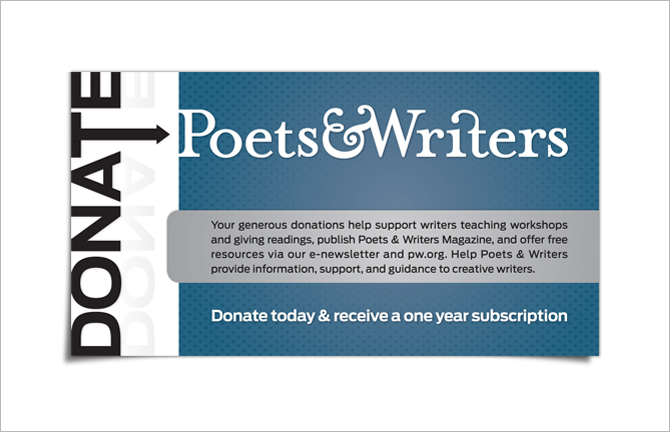 DONATE
Poets&Writers
Your generous donations help support writers teaching workshops
and giving readings, publish Poets & Writers Magazine, and offer free
resources via our e-newsletter and pw.org. Help Poets & Writers
provide information, support, and guidance to creative writers.
Donate today & receive a one year subscription